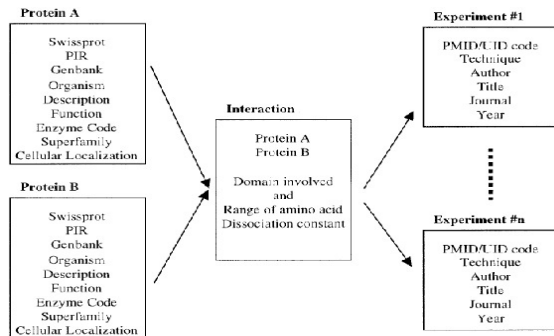 Protein A
Swissprot
PIR
Genbank
Organism
Description
Function
Enzyme Code
Superfamily
Cellular Localization
Protein B
Swissprot
PIR
Genbank
Organism
Description
Function
Enzyme Code
Superfamily
Cellular Localization
Interaction
Protein A
Protein B
Domain involved
and
Range of amino acid
Dissociation constant
Experiment #1
PMID/UID code
Technique
Author
Title
Journal
Year
Experiment #n
PMID/UID code
Technique
Author
Title
Journal
Year